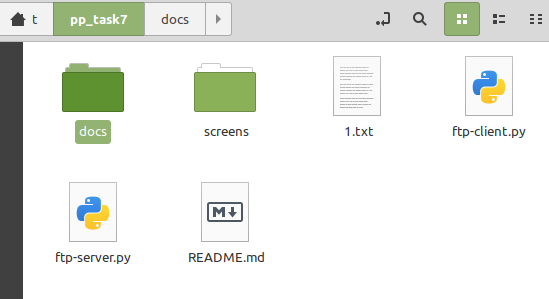 t pp_task7 docs
docs screens 1.txt ftp-client.py
ftp-server.py README.md